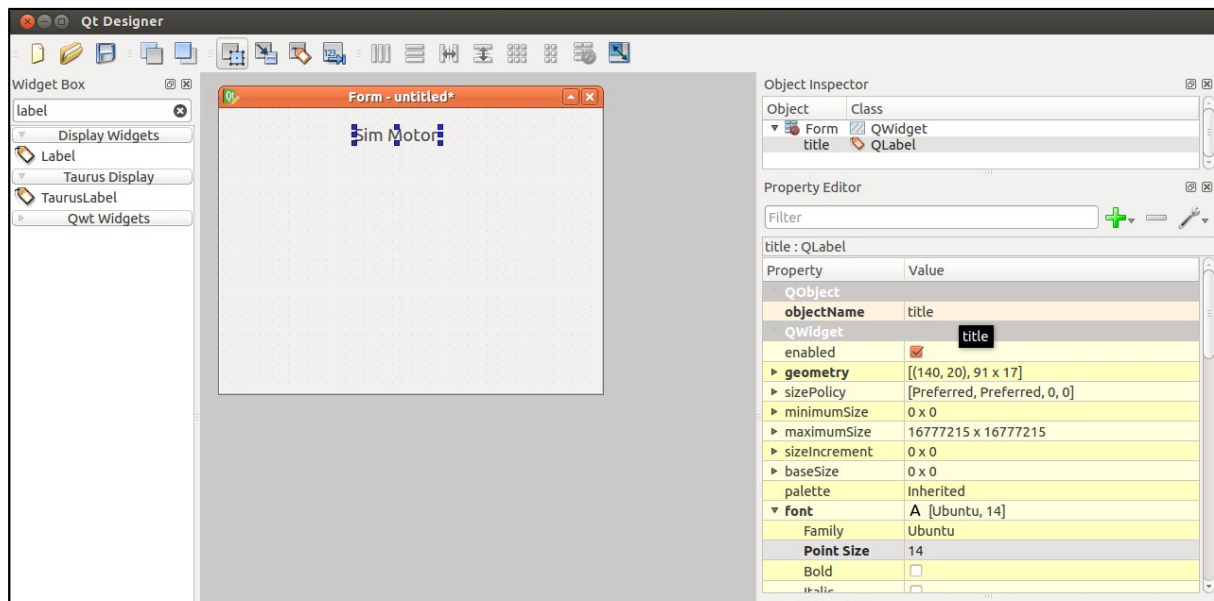 Qt Designer
123
Widget Box
label
Display Widgets
Label
Taurus Display
TaurusLabel
Qwt Widgets
Qt
Form - untitled*
Sim Motor
Object Inspector
Object Class
Form QWidget
title QLabel
Property Editor
Filter
title : QLabel
Property Value
QObject
objectName title
QWidget
title
enabled
geometry [(140, 20), 91 x 17]
sizePolicy [Preferred, Preferred, 0, 0]
minimumSize 0 x 0
maximumSize 16777215 x 16777215
sizeIncrement 0 x 0
baseSize 0 x 0
palette Inherited
font A [Ubuntu, 14]
Family Ubuntu
Point Size 14
Bold
Italic